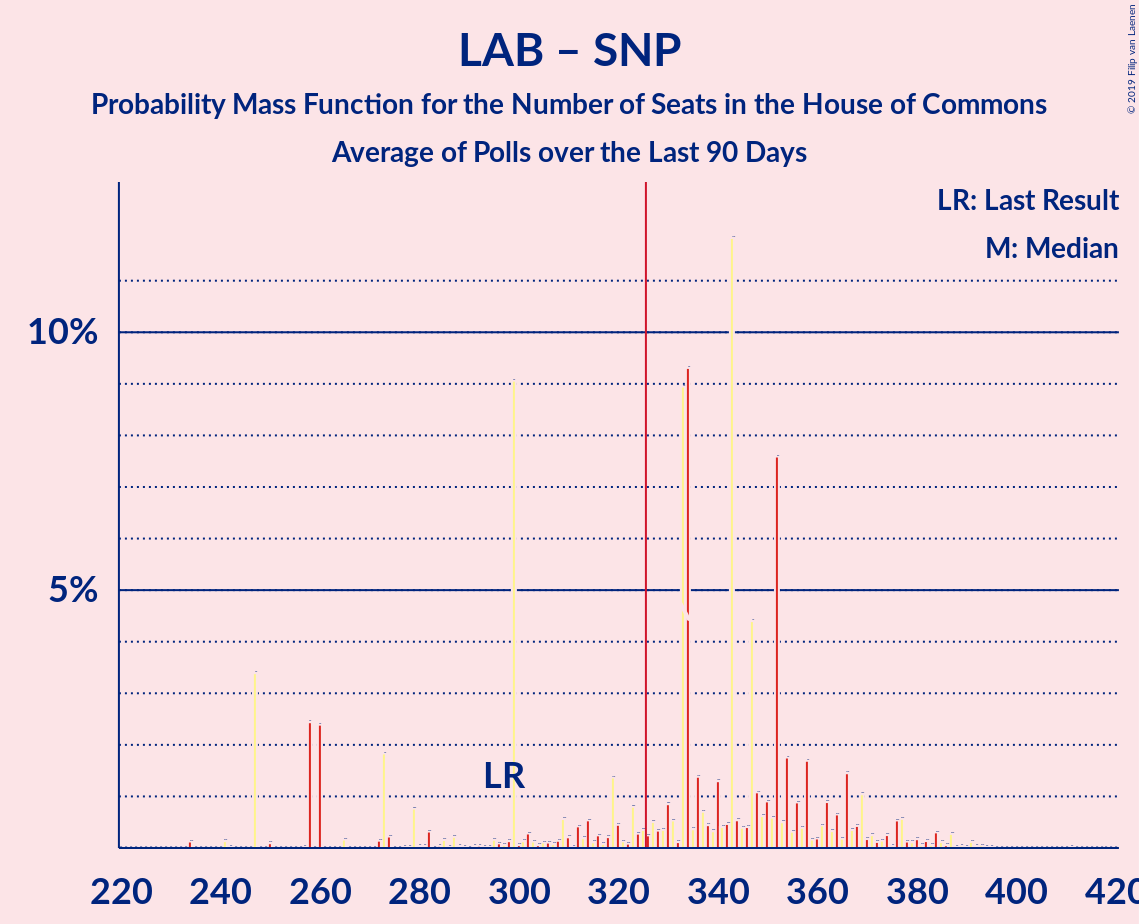 LAB – SNP
Probability Mass Function for the Number of Seats in the House of Commons
Average of Polls over the Last 90 Days
© 2019 Filip van Laenen
LR: Last Result
M: Median
10%
5%
LR
220 240 260 280 300 320 340 360 380 400 420